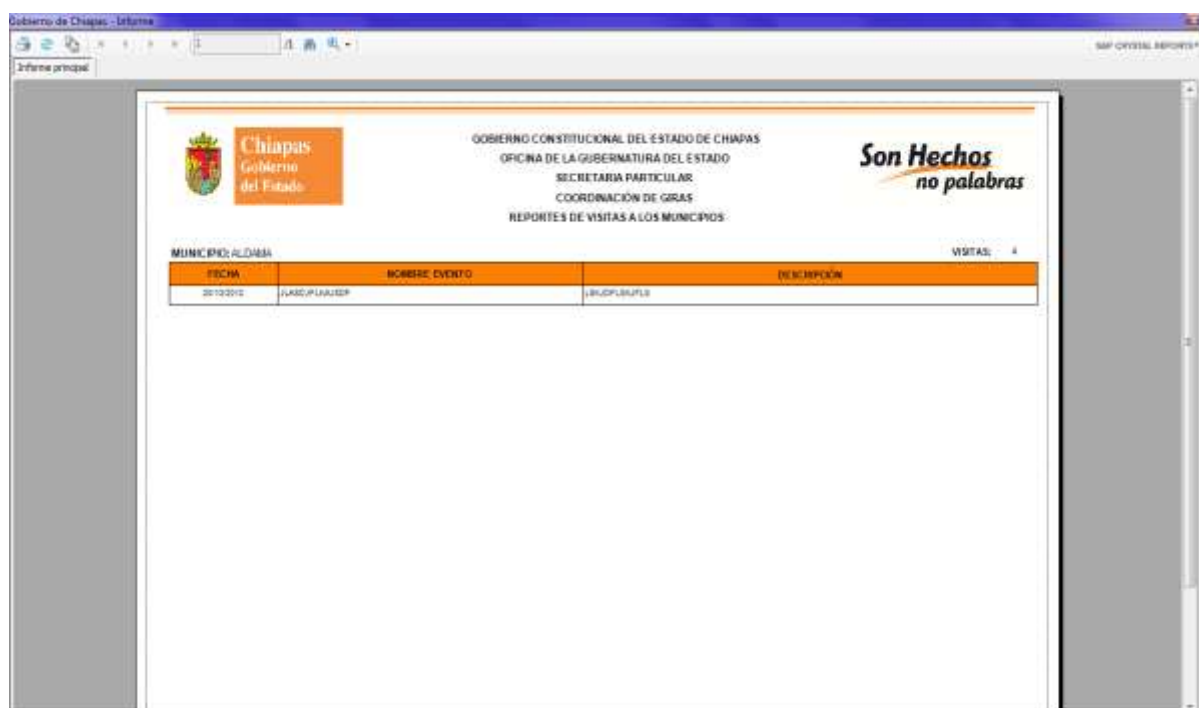 Gobierno de Chiapas - Informe
1 /1
SAP CRYSTAL REPORTS®
Informe principal
Chiapas
Gobierno
del Estado
GOBIERNO CONSTITUCIONAL DEL ESTADO DE CHIAPAS
OFICINA DE LA GUBERNATURA DEL ESTADO
SECRETARIA PARTICULAR
COORDINACIÓN DE GIRAS
REPORTES DE VISITAS A LOS MUNICIPIOS
Son Hechos
no palabras
MUNICIPIO: ALDAMA VISITAS:
FECHA NOMBRE EVENTO DESCRIPCIÓN